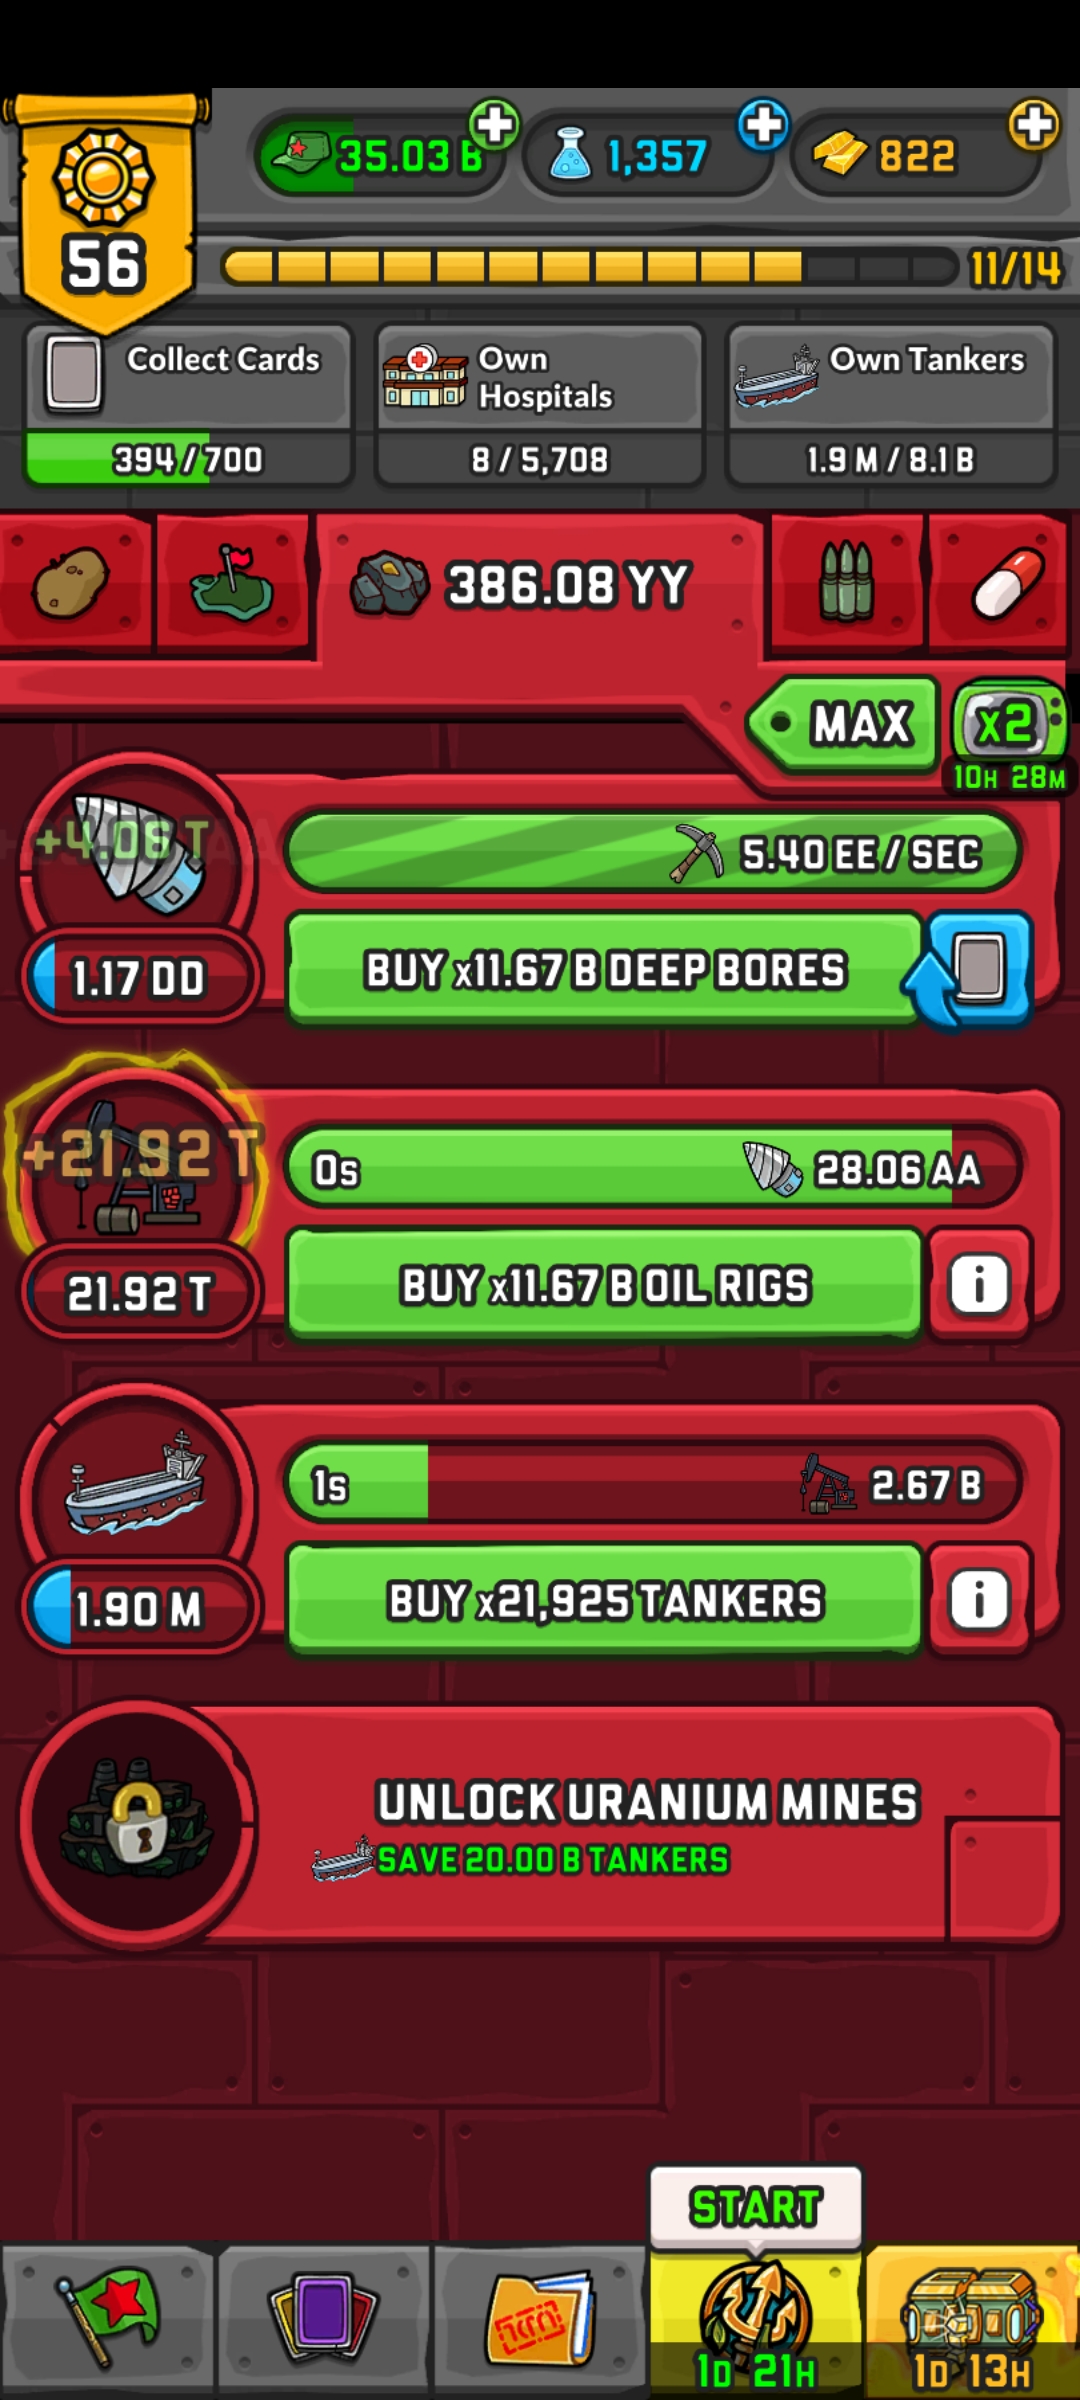 56
35.03 B
1,357
822
11/14
Collect Cards
394/700
Own
Hospitals
8/5,708
Own Tankers
1.9 M/8.1 B
386.08 YY
MAX
x2
10H 28M
+4.06 T
5.40 EE/SEC
1.17 DD
BUY x11.67 B DEEP BORES
+21.92 T
0s
28.06 AA
21.92 T
BUY x11.67 B OIL RIGS
i
1s
2.67 B
1.90 M
BUY x21,925 TANKERS
i
UNLOCK URANIUM MINES
SAVE 20.00 B TANKERS
START
1D 21H
1D 13H